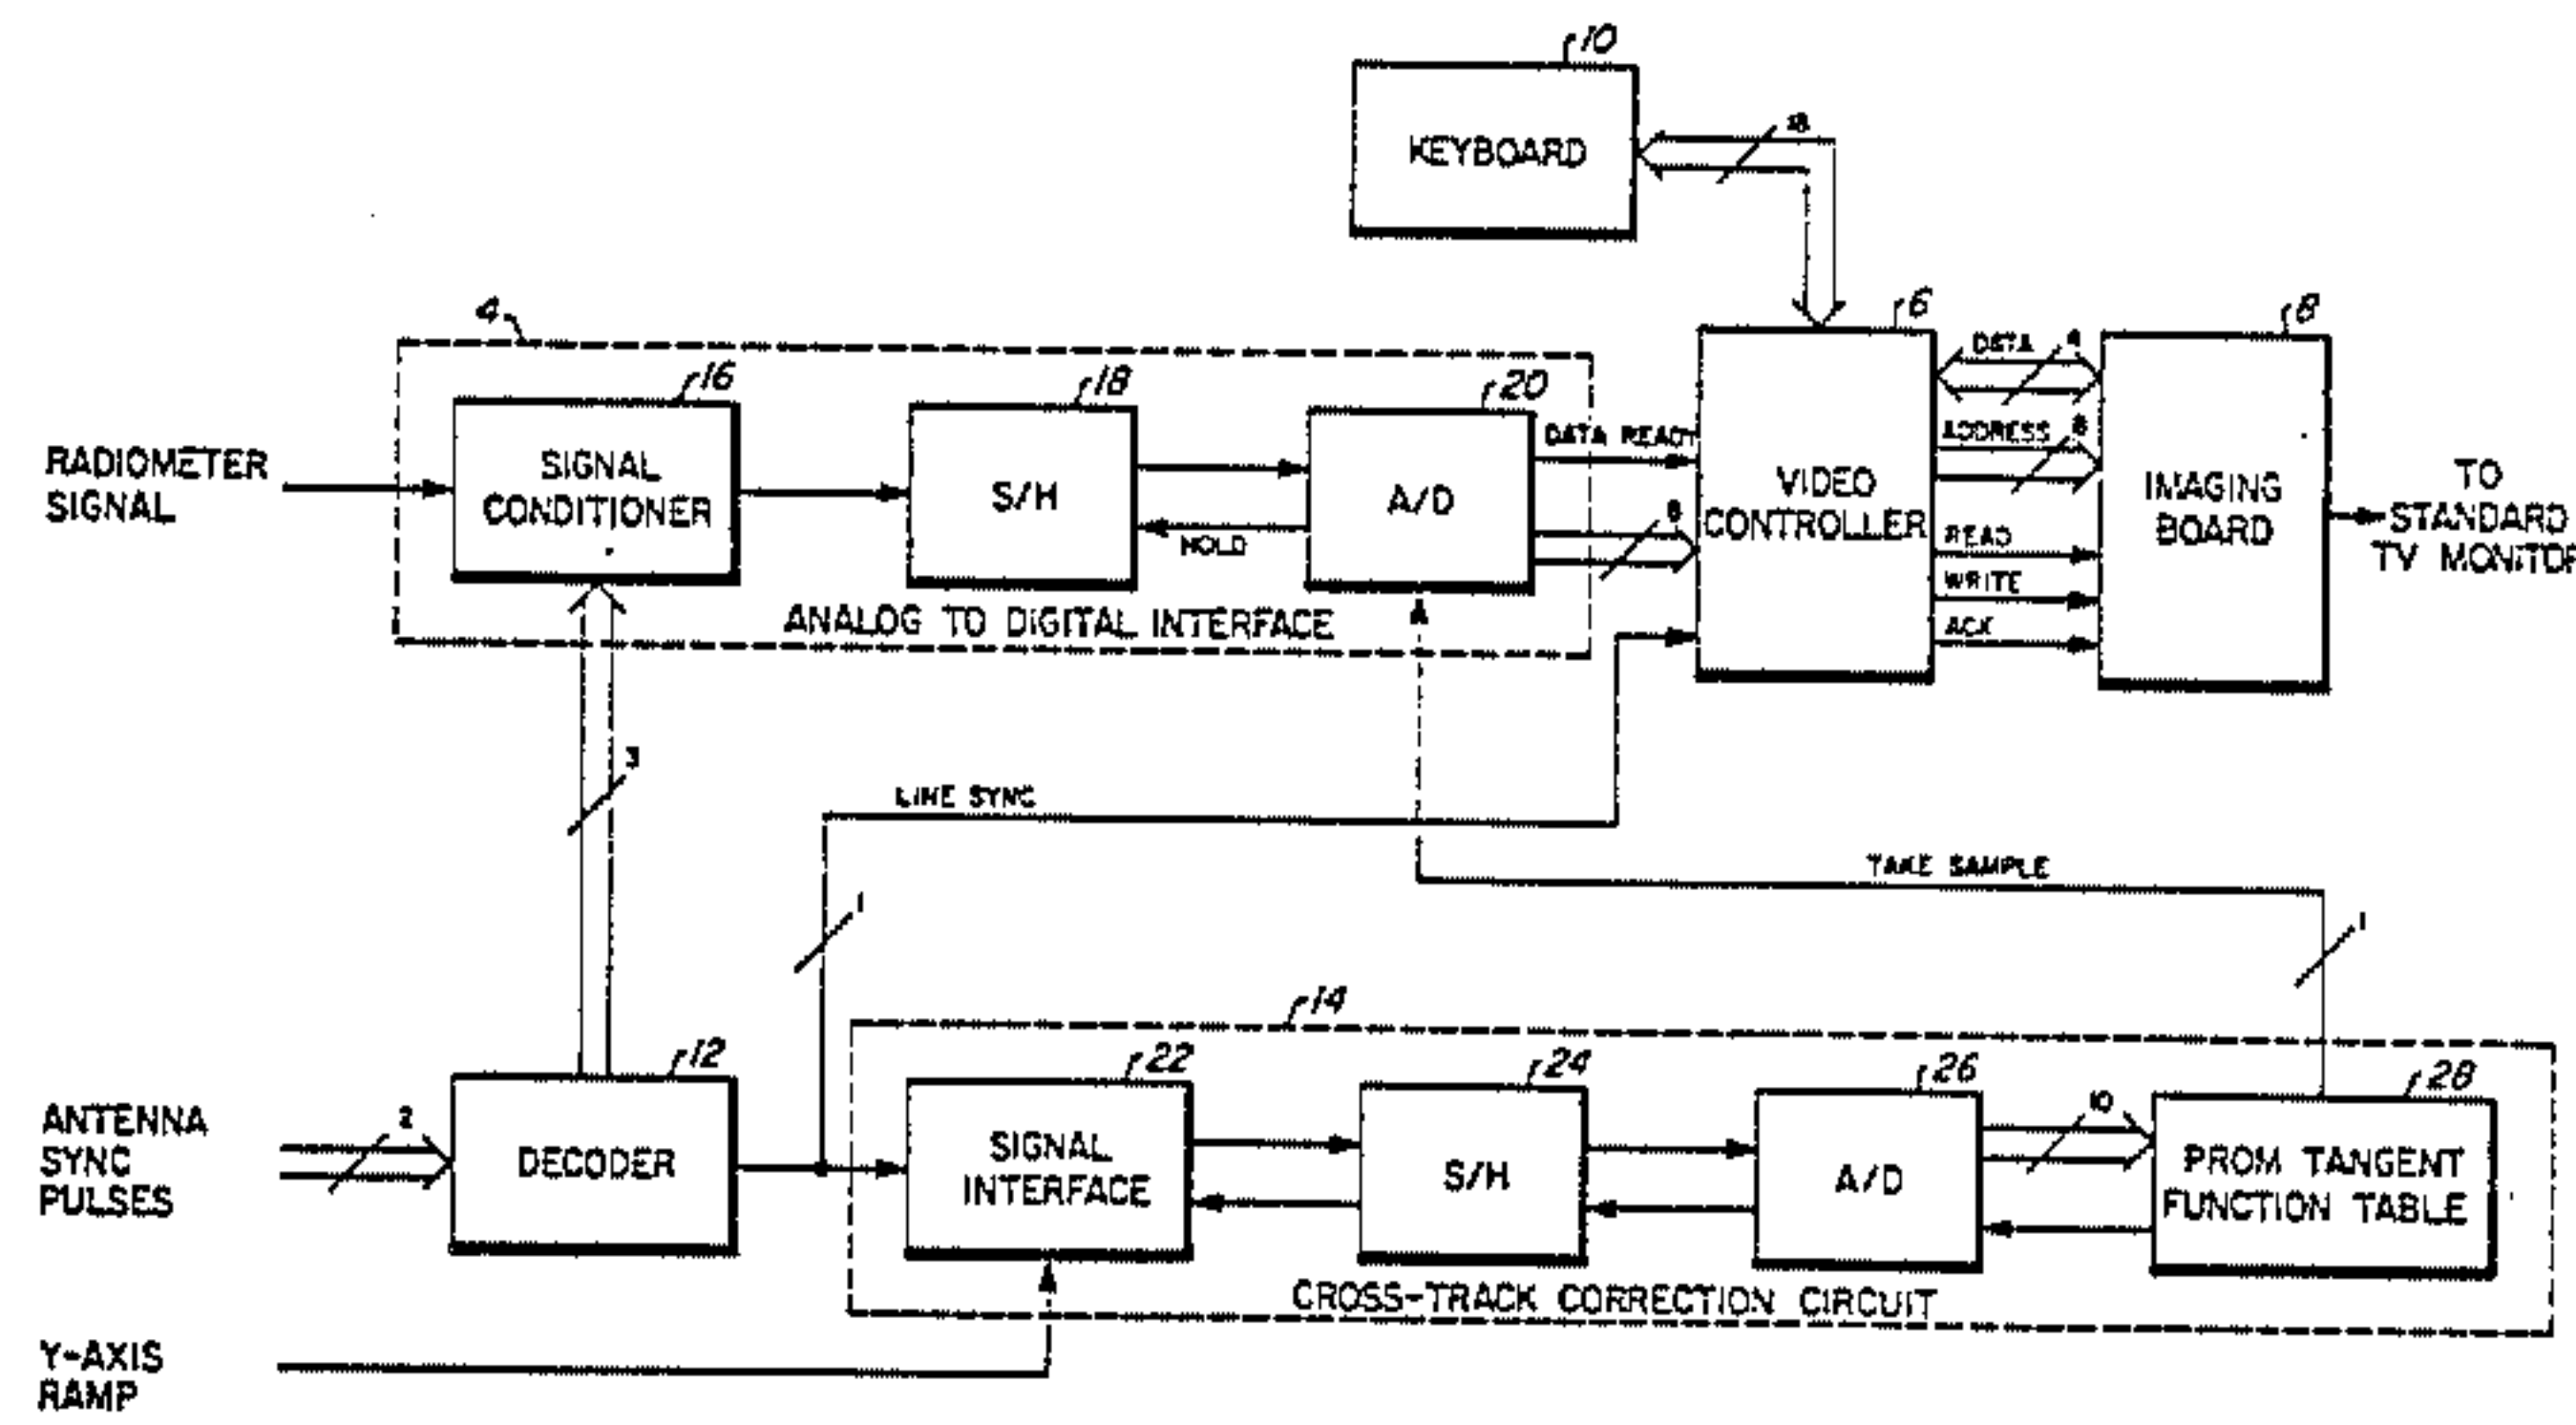 10
KEYBOARD
18
4
16
18
20
6
8
RADIOMETER
SIGNAL
SIGNAL
CONDITIONER
S/H
HOLD
A/D
DATA READY
8
ANALOG TO DIGITAL INTERFACE
VIDEO
CONTROLLER
DATA
ADDRESS
READ
WRITE
ACK
IMAGING
BOARD
TO
STANDARD
TV MONITOR
3
LINE SYNC
1
TAKE SAMPLE
1
14
12
22
24
26
28
ANTENNA
SYNC
PULSES
2
DECODER
SIGNAL
INTERFACE
S/H
A/D
10
PROM TANGENT
FUNCTION TABLE
CROSS-TRACK CORRECTION CIRCUIT
Y-AXIS
RAMP